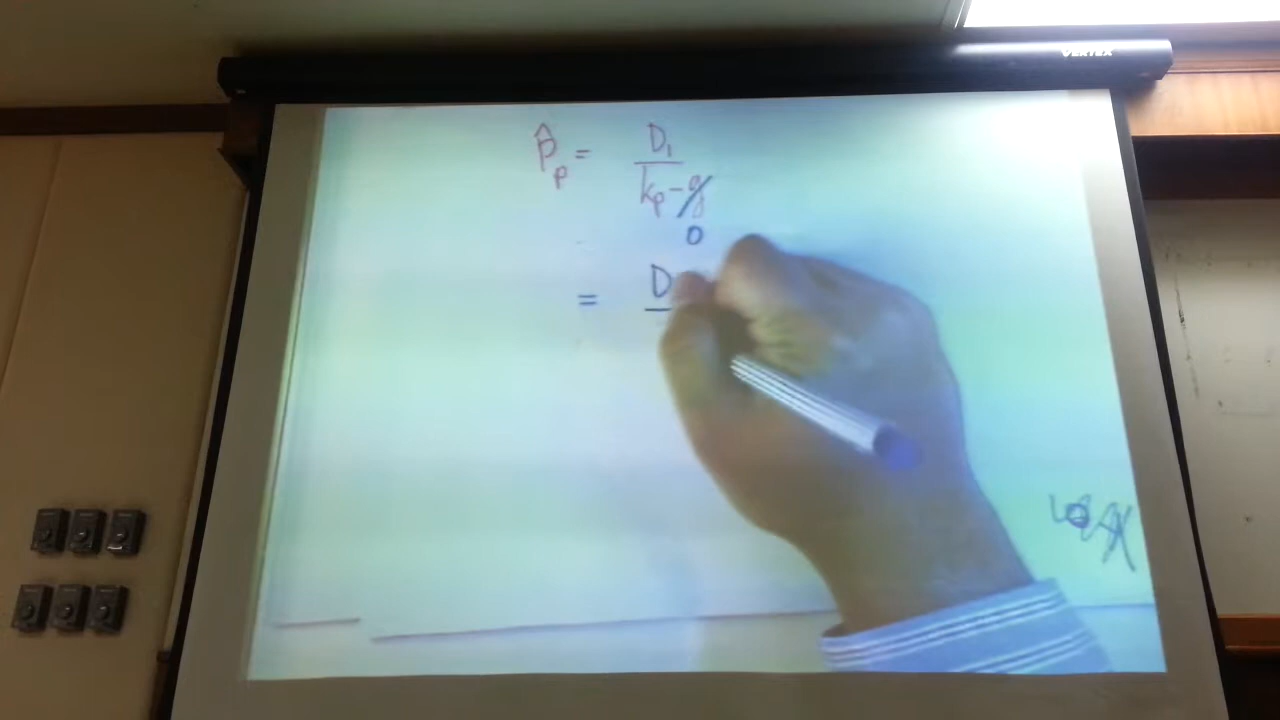 VERTEX
p̂ₚ = D₁
kₚ - g
0
= D